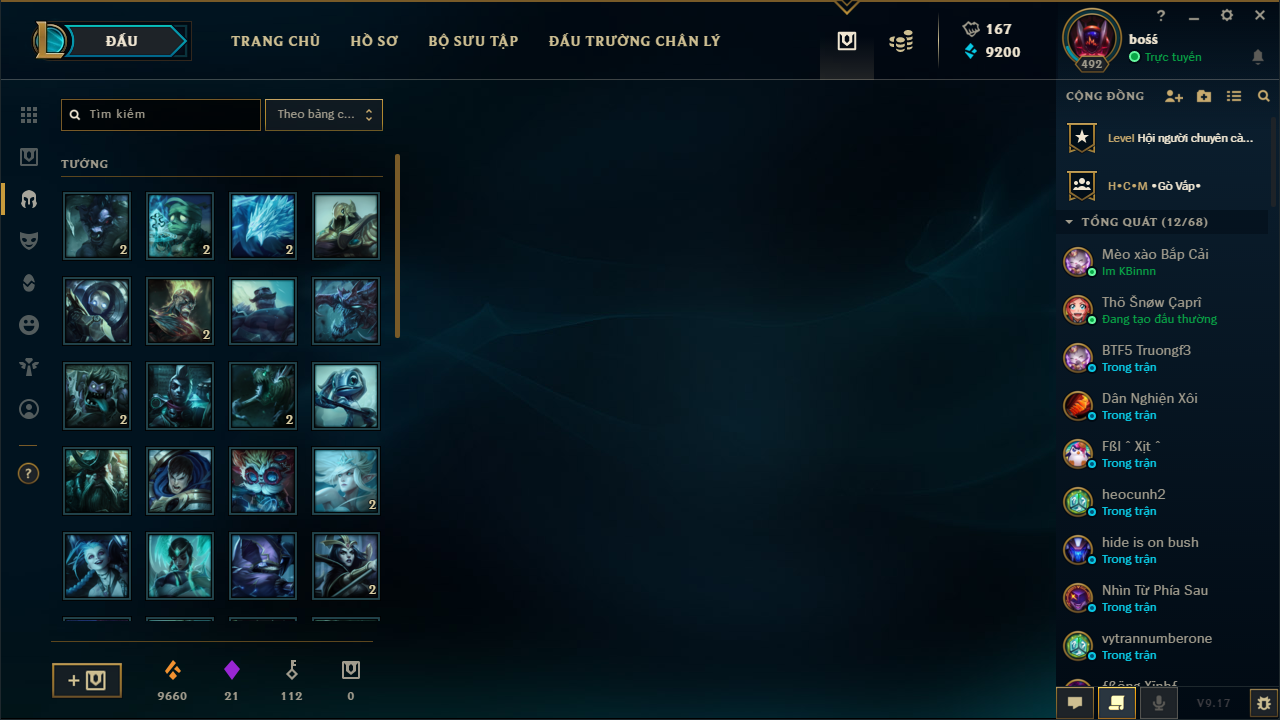 ĐẤU
TRANG CHỦ
HỒ SƠ
BỘ SƯU TẬP
ĐẤU TRƯỜNG CHÂN LÝ
167
9200
?
492
bośś
Trực tuyến
Tìm kiếm
Theo bảng c...
CỘNG ĐỒNG
Level Hội người chuyên cà...
H•C•M •Gò Vấp•
TỔNG QUÁT (12/68)
TƯỚNG
2
2
2
2
2
2
2
2
Mèo xào Bắp Cải
Im KBinnn
Thõ Šnøw Çaprî
Đang tạo đấu thường
BTF5 Truongf3
Trong trận
Dân Nghiện Xôi
Trong trận
Fßl ˆ Xịt ˆ
Trong trận
heocunh2
Trong trận
hide is on bush
Trong trận
Nhìn Từ Phía Sau
Trong trận
vytrannumberone
Trong trận
?
9660
21
112
0
V9.17